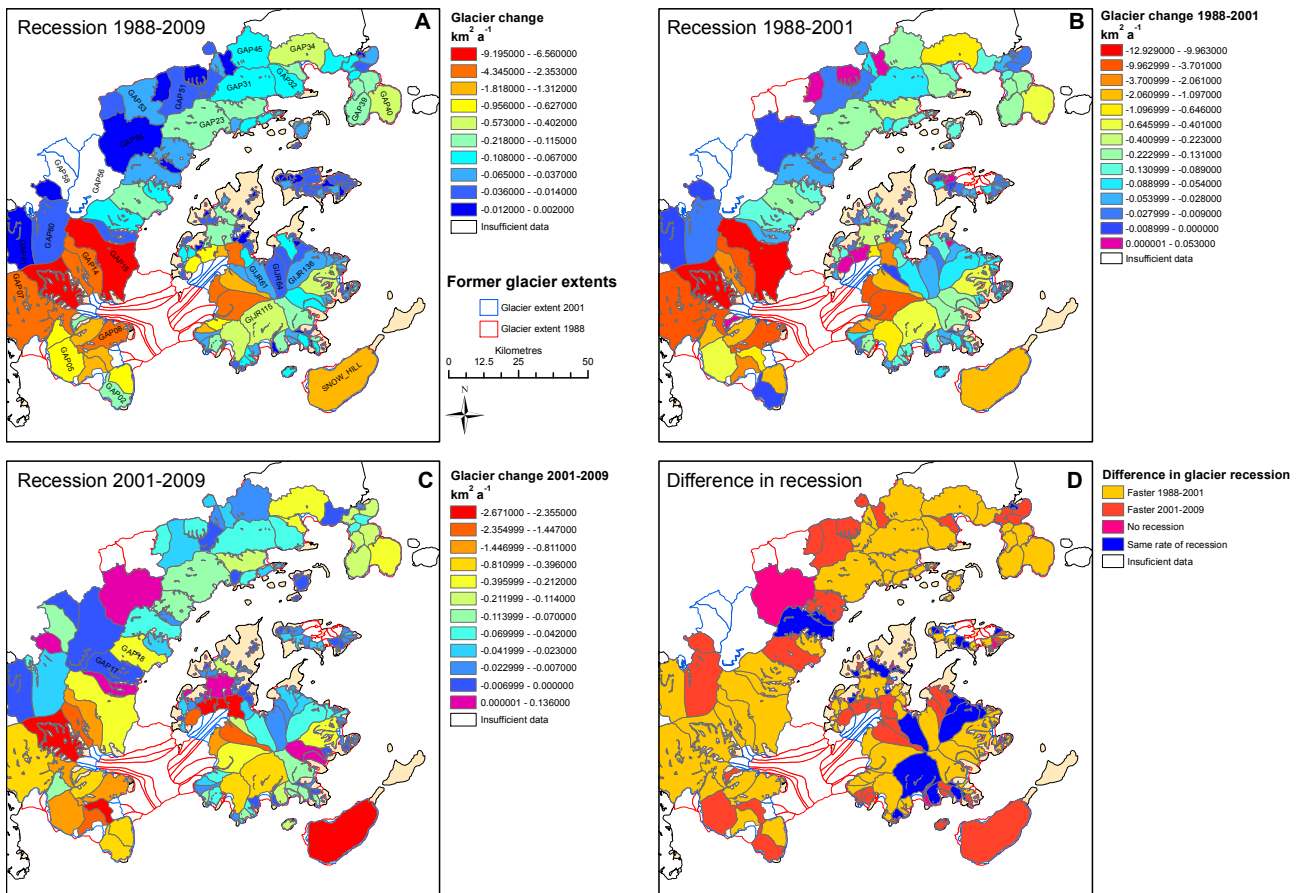 Recession 1988-2009
A
GAP45
GAP34
GAP31
GAP32
GAP51
GAP53
GAP23
GAP39
GAP40
GAP58
GAP56
GAP60
GAP14
GAP15
GAP07
GAP08
GAP05
GAP02
GIJR115
SNOW_HILL
Glacier change
km² a⁻¹
-9.195000 - -6.560000
-4.345000 - -2.353000
-1.818000 - -1.312000
-0.956000 - -0.627000
-0.573000 - -0.402000
-0.218000 - -0.115000
-0.108000 - -0.067000
-0.065000 - -0.037000
-0.036000 - -0.014000
-0.012000 - 0.002000
Insufficient data
Former glacier extents
Glacier extent 2001
Glacier extent 1988
Kilometres
0 12.5 25 50
N
Recession 1988-2001
B
Glacier change 1988-2001
km² a⁻¹
-12.929000 - -9.963000
-9.962999 - -3.701000
-3.700999 - -2.061000
-2.060999 - -1.097000
-1.096999 - -0.646000
-0.645999 - -0.401000
-0.400999 - -0.223000
-0.222999 - -0.131000
-0.130999 - -0.089000
-0.088999 - -0.054000
-0.053999 - -0.028000
-0.027999 - -0.009000
-0.008999 - 0.000000
0.000001 - 0.053000
Insufficient data
Recession 2001-2009
C
GAP18
GAP17
Glacier change 2001-2009
km² a⁻¹
-2.671000 - -2.355000
-2.354999 - -1.447000
-1.446999 - -0.811000
-0.810999 - -0.396000
-0.395999 - -0.212000
-0.211999 - -0.114000
-0.113999 - -0.070000
-0.069999 - -0.042000
-0.041999 - -0.023000
-0.022999 - -0.007000
-0.006999 - 0.000000
0.000001 - 0.136000
Insufficient data
Difference in recession
D
Difference in glacier recession
Faster 1988-2001
Faster 2001-2009
No recession
Same rate of recession
Insufficient data